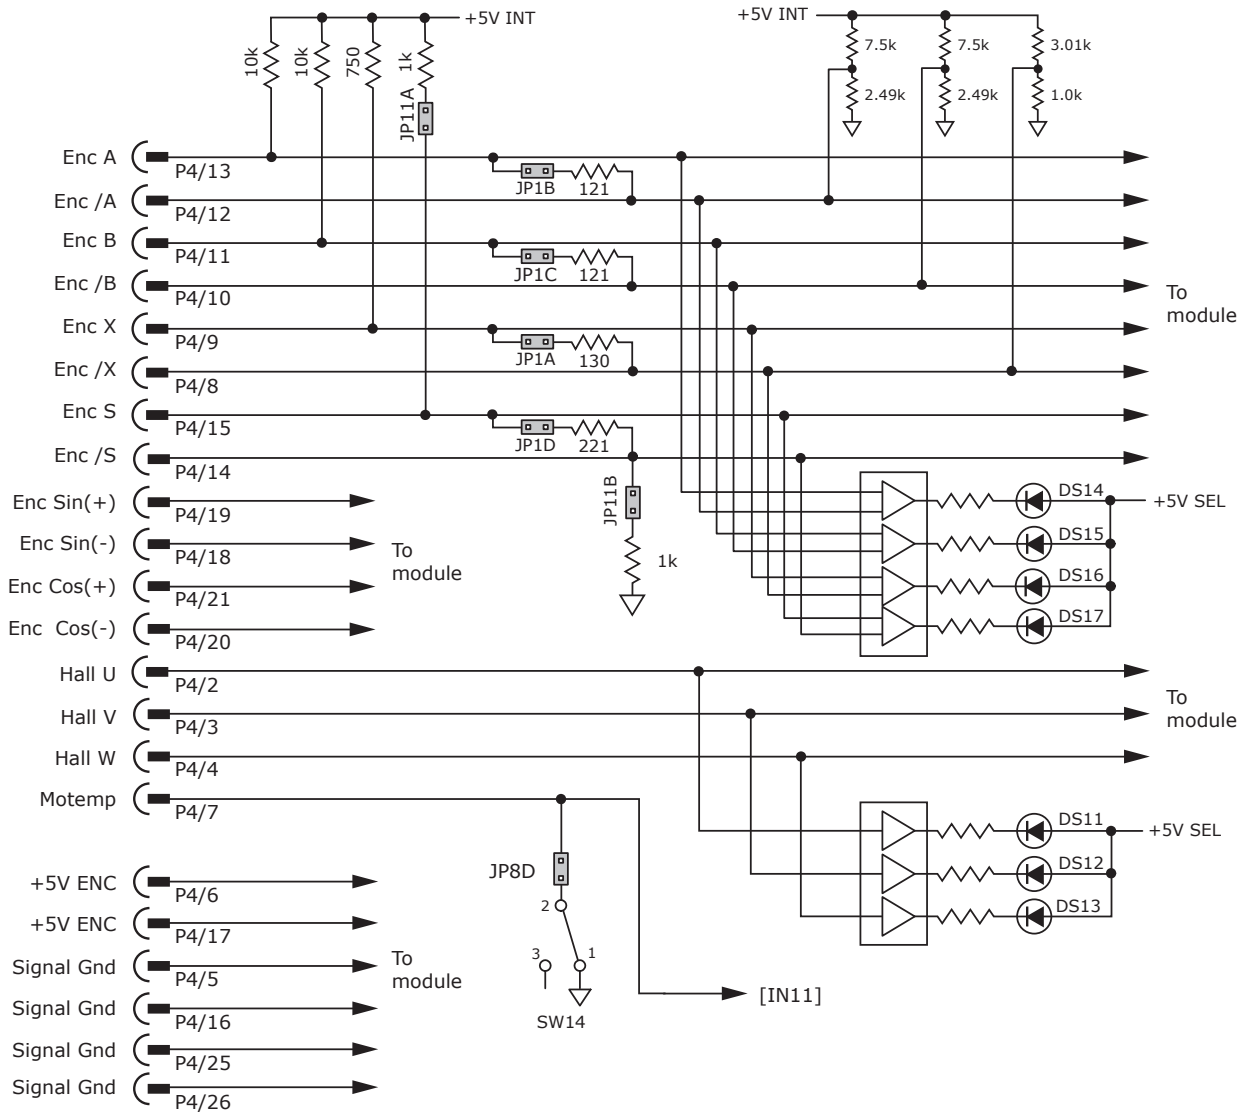 +5V INT
+5V INT
10k
10k
750
1k
7.5k
7.5k
3.01k
2.49k
2.49k
1.0k
JP11A
Enc A
P4/13
JP1B
121
Enc /A
P4/12
Enc B
P4/11
JP1C
121
Enc /B
P4/10
To
module
Enc X
P4/9
JP1A
130
Enc /X
P4/8
Enc S
P4/15
JP1D
221
Enc /S
P4/14
JP11B
1k
DS14
+5V SEL
DS15
DS16
DS17
Enc Sin(+)
P4/19
Enc Sin(-)
P4/18
To
module
Enc Cos(+)
P4/21
Enc Cos(-)
P4/20
Hall U
P4/2
Hall V
P4/3
To
module
Hall W
P4/4
Motemp
P4/7
DS11
+5V SEL
DS12
DS13
JP8D
2
3
1
SW14
[IN11]
+5V ENC
P4/6
+5V ENC
P4/17
Signal Gnd
P4/5
To
module
Signal Gnd
P4/16
Signal Gnd
P4/25
Signal Gnd
P4/26